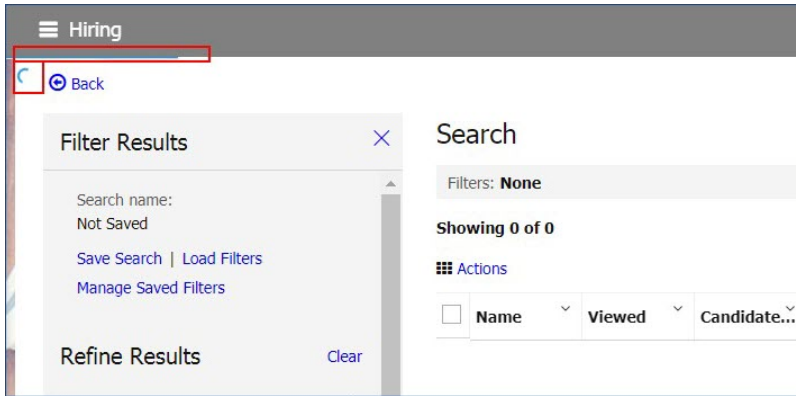 Hiring
Back
Filter Results
Search name:
Not Saved
Save Search | Load Filters
Manage Saved Filters
Refine Results Clear
Search
Filters: None
Showing 0 of 0
Actions
Name Viewed Candidate...